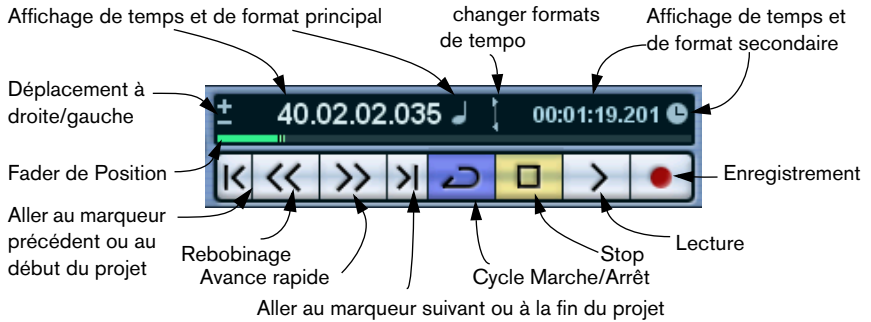 Affichage de temps et de format principal
changer formats
de tempo
Affichage de temps et
de format secondaire
Déplacement à
droite/gauche
40.02.02.035
00:01:19.201
Fader de Position
Enregistrement
Aller au marqueur
précédent ou au
début du projet
Rebobinage
Avance rapide
Stop
Lecture
Cycle Marche/Arrêt
Aller au marqueur suivant ou à la fin du projet